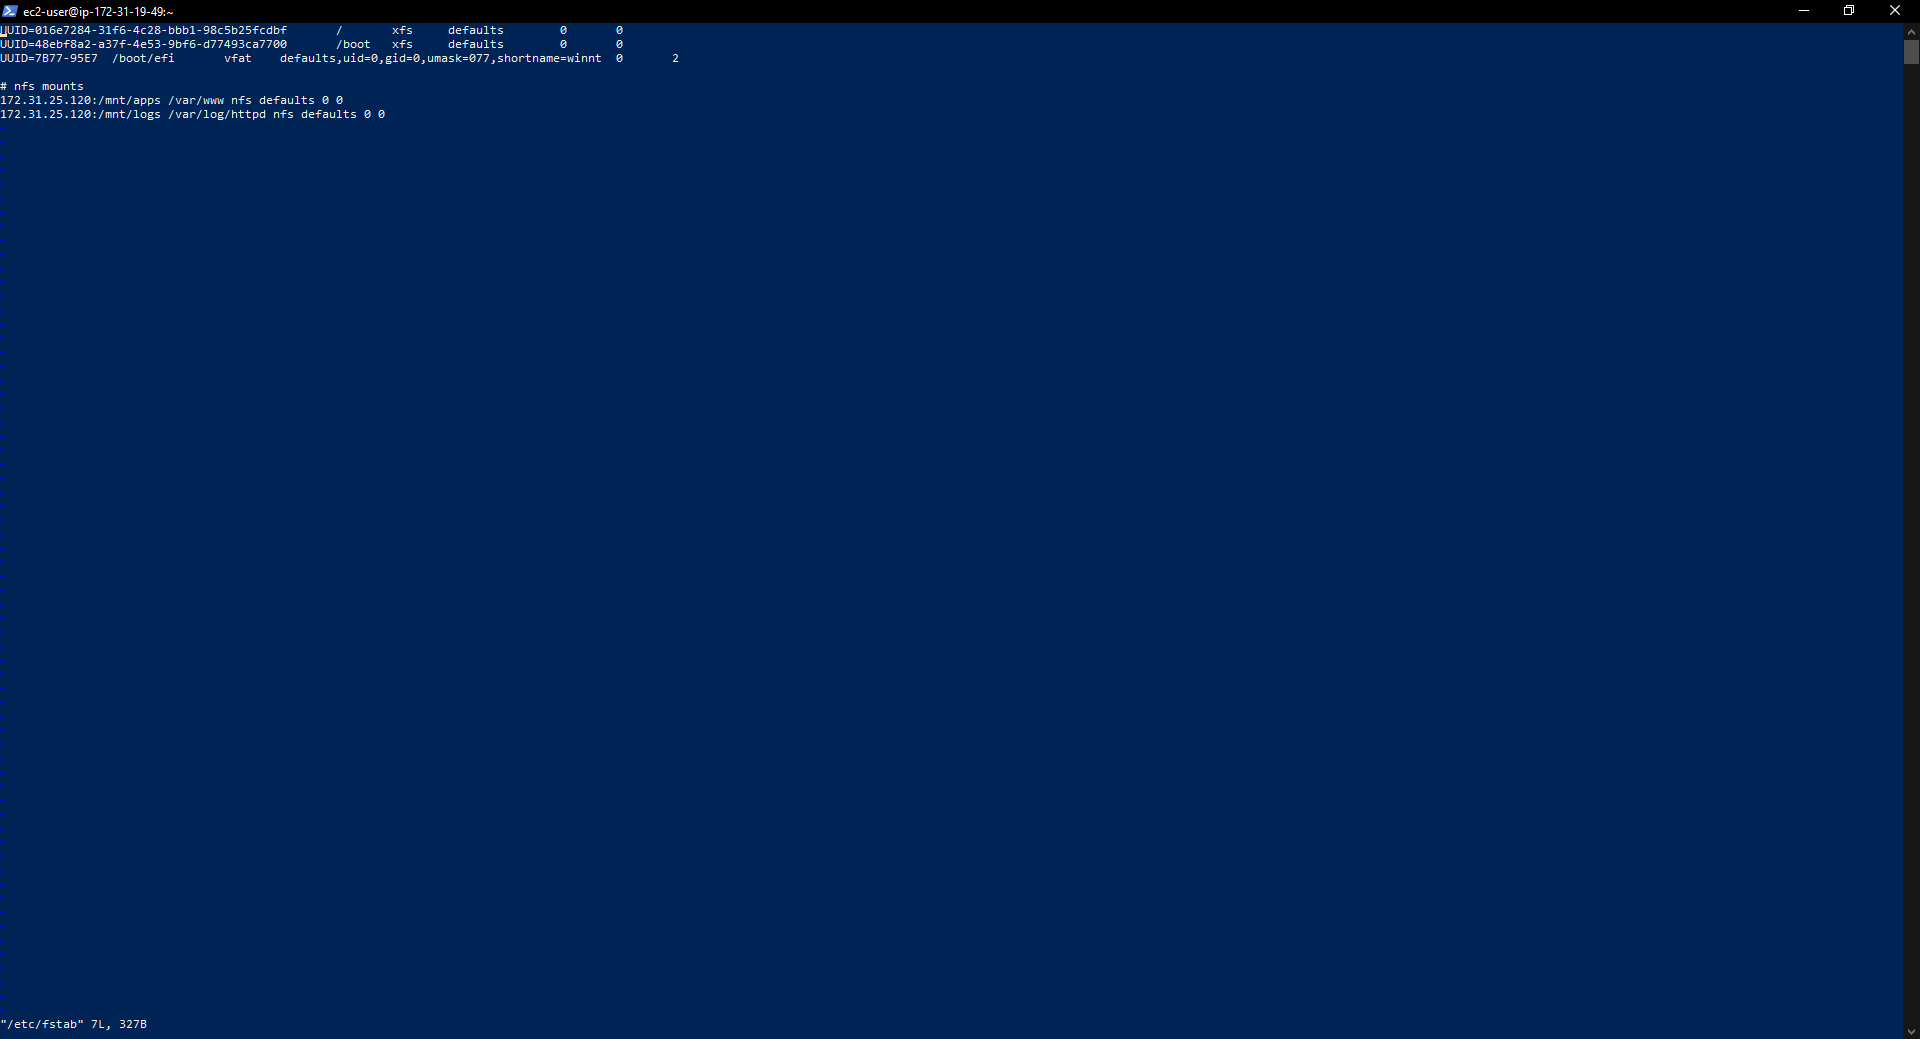 ec2-user@ip-172-31-19-49:~
UUID=016e7284-31f6-4c28-bbb1-98c5b25fcdbf / xfs defaults 0 0
UUID=48ebf8a2-a37f-4e53-9bf6-d77493ca7700 /boot xfs defaults 0 0
UUID=7B77-95E7 /boot/efi vfat defaults,uid=0,gid=0,umask=077,shortname=winnt 0 2
# nfs mounts
172.31.25.120:/mnt/apps /var/www nfs defaults 0 0
172.31.25.120:/mnt/logs /var/log/httpd nfs defaults 0 0
"/etc/fstab" 7L, 327B